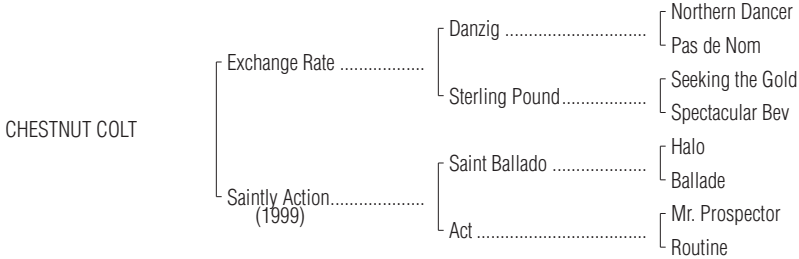 Northern Dancer
Danzig ..............................
Pas de Nom
Exchange Rate ..................
Seeking the Gold
Sterling Pound..................
Spectacular Bev
CHESTNUT COLT
Halo
Saint Ballado ....................
Ballade
Saintly Action....................
(1999)
Mr. Prospector
Act ....................................
Routine